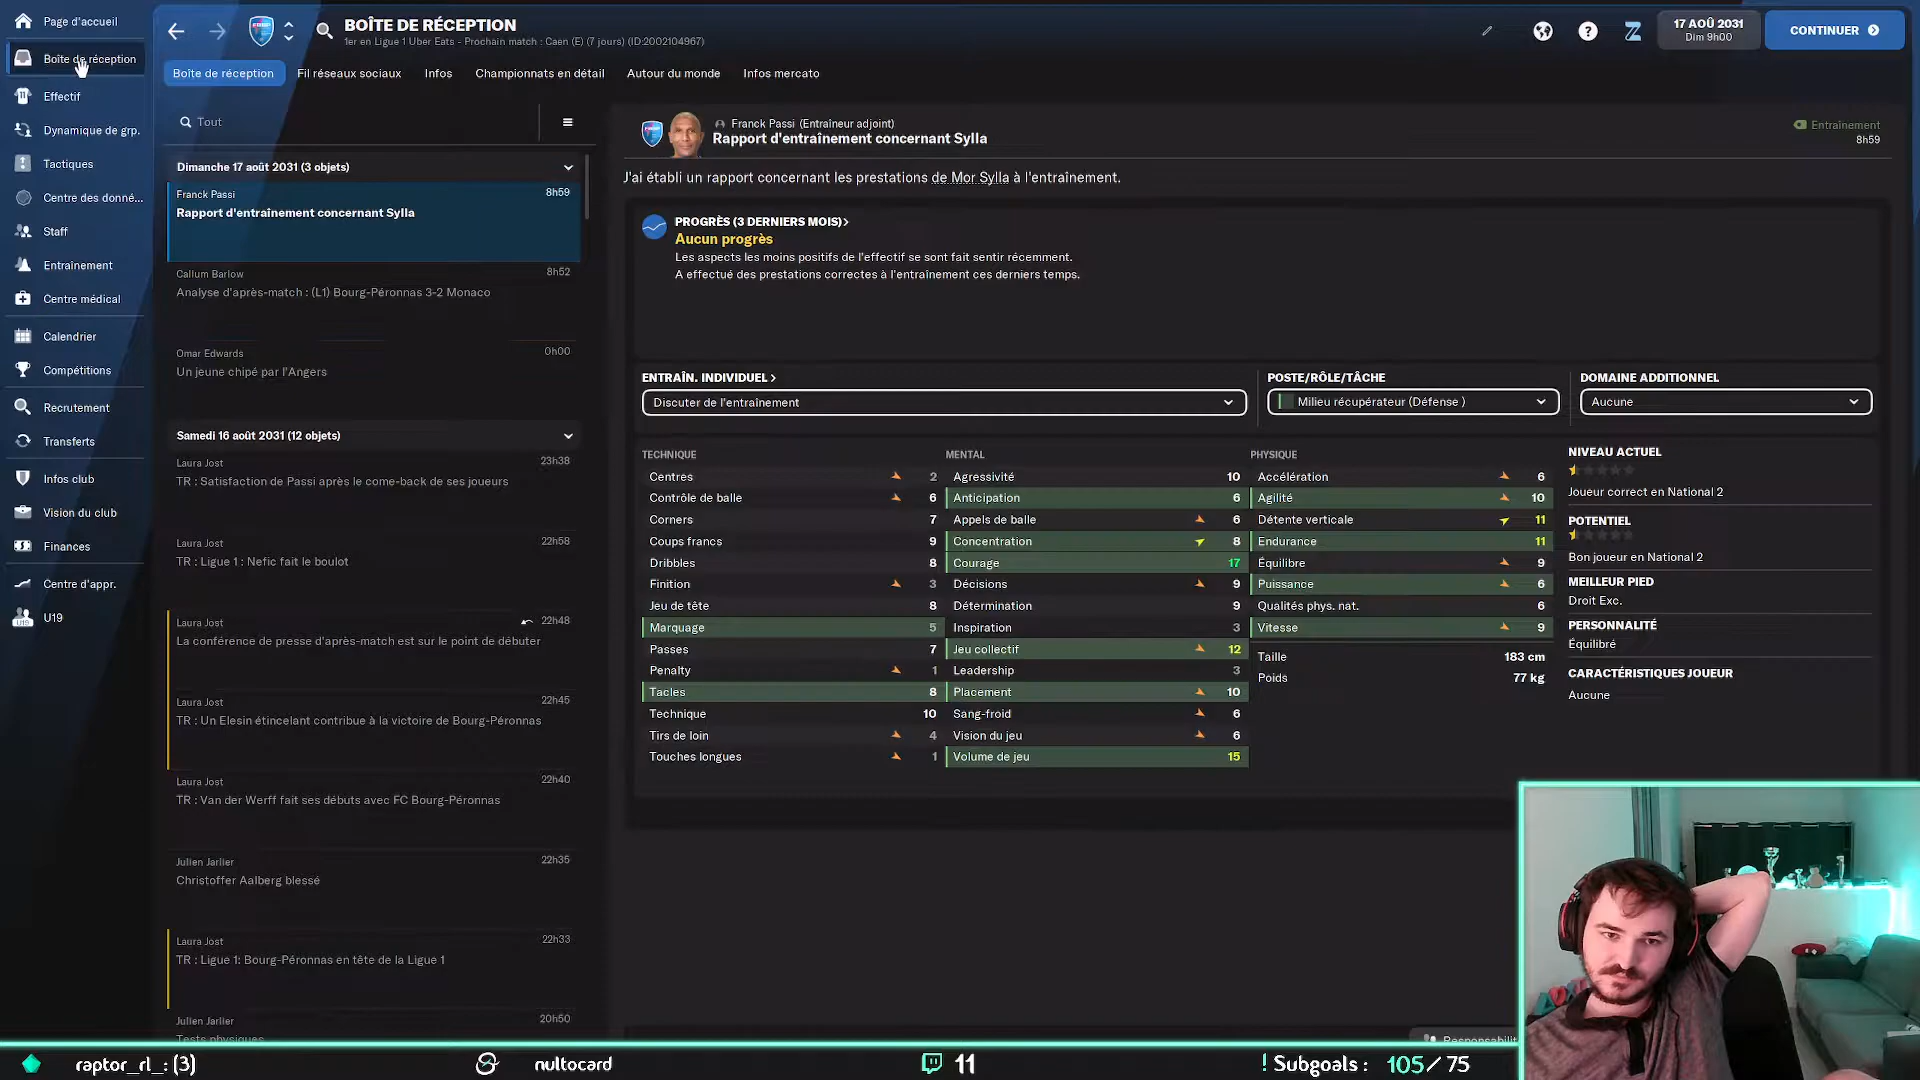 Page d'accueil
Boîte de réception
Effectif
Dynamique de grp.
Tactiques
Centre des donné...
Staff
Entraînement
Centre médical
Calendrier
Compétitions
Recrutement
Transferts
Infos club
Vision du club
Finances
Centre d'appr.
U19
BOÎTE DE RÉCEPTION
1er en Ligue 1 Uber Eats - Prochain match : Caen (E) (7 jours) (ID:2002104967)
17 AOÛ 2031
Dim 9h00
CONTINUER
Boîte de réception
Fil réseaux sociaux
Infos
Championnats en détail
Autour du monde
Infos mercato
Tout
Dimanche 17 août 2031 (3 objets)
Franck Passi 8h59
Rapport d'entraînement concernant Sylla
Callum Barlow 8h52
Analyse d'après-match : (L1) Bourg-Péronnas 3-2 Monaco
Omar Edwards 0h00
Un jeune chipé par l'Angers
Samedi 16 août 2031 (12 objets)
Laura Jost 23h38
TR : Satisfaction de Passi après le come-back de ses joueurs
Laura Jost 22h58
TR : Ligue 1 : Nefic fait le boulot
Laura Jost 22h48
La conférence de presse d'après-match est sur le point de débuter
Laura Jost 22h45
TR : Un Elesin étincelant contribue à la victoire de Bourg-Péronnas
Laura Jost 22h40
TR : Van der Werff fait ses débuts avec FC Bourg-Péronnas
Julien Jarlier 22h35
Christoffer Aalberg blessé
Laura Jost 22h33
TR : Ligue 1: Bourg-Péronnas en tête de la Ligue 1
Julien Jarlier 20h50
Tests physiques
Franck Passi (Entraîneur adjoint)
Rapport d'entraînement concernant Sylla
Entraînement
8h59
J'ai établi un rapport concernant les prestations de Mor Sylla à l'entraînement.
PROGRÈS (3 DERNIERS MOIS)>
Aucun progrès
Les aspects les moins positifs de l'effectif se sont fait sentir récemment.
A effectué des prestations correctes à l'entraînement ces derniers temps.
ENTRAÎN. INDIVIDUEL >
Discuter de l'entraînement
POSTE/RÔLE/TÂCHE
Milieu récupérateur (Défense )
DOMAINE ADDITIONNEL
Aucune
TECHNIQUE
Centres 2
Contrôle de balle 6
Corners 7
Coups francs 9
Dribbles 8
Finition 3
Jeu de tête 8
Marquage 5
Passes 7
Penalty 1
Tacles 8
Technique 10
Tirs de loin 4
Touches longues 1
MENTAL
Agressivité 10
Anticipation 6
Appels de balle 6
Concentration 8
Courage 17
Décisions 9
Détermination 9
Inspiration 3
Jeu collectif 12
Leadership 3
Placement 10
Sang-froid 6
Vision du jeu 6
Volume de jeu 15
PHYSIQUE
Accélération 6
Agilité 10
Détente verticale 11
Endurance 11
Équilibre 9
Puissance 6
Qualités phys. nat. 6
Vitesse 9
Taille 183 cm
Poids 77 kg
NIVEAU ACTUEL
Joueur correct en National 2
POTENTIEL
Bon joueur en National 2
MEILLEUR PIED
Droit Exc.
PERSONNALITÉ
Équilibré
CARACTÉRISTIQUES JOUEUR
Aucune
raptor_rl_: (3)
nultocard
11
! Subgoals : 105/ 75